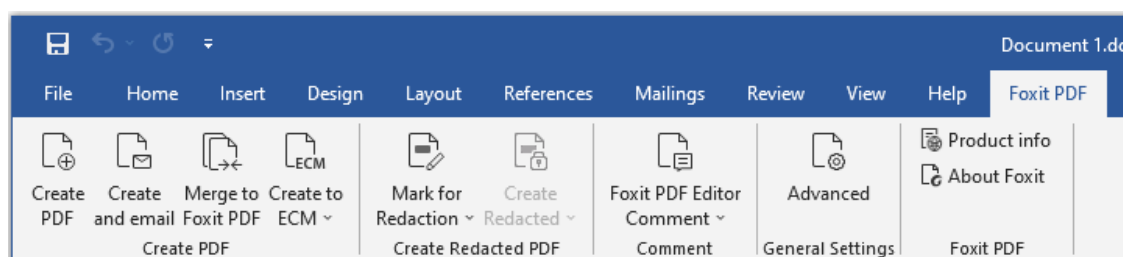 Document 1.do
File Home Insert Design Layout References Mailings Review View Help Foxit PDF
Create PDF
Create and email
Merge to Foxit PDF
Create to ECM
ECM
Create PDF
Mark for Redaction
Create Redacted
Create Redacted PDF
Foxit PDF Editor Comment
Comment
Advanced
General Settings
Product info
About Foxit
Foxit PDF